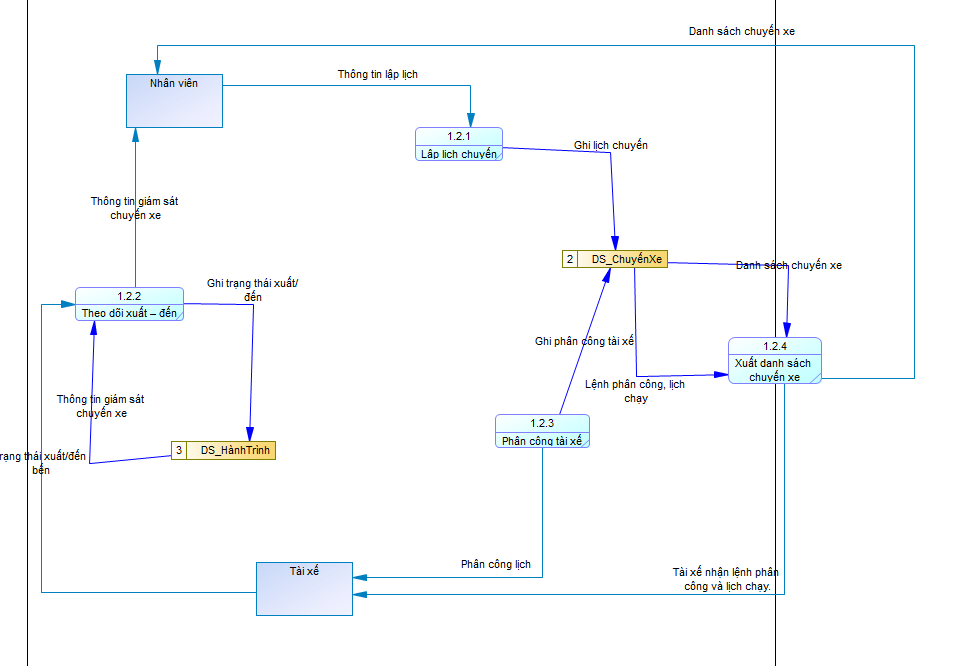 Danh sách chuyến xe
Thông tin lập lịch
Nhân viên
1.2.1
Lập lịch chuyến
Ghi lịch chuyến
Thông tin giám sát
chuyến xe
2
DS_ChuyếnXe
Danh sách chuyến xe
Ghi trạng thái xuất/
đến
1.2.2
Theo dõi xuất – đến
Ghi phân công tài xế
1.2.4
Xuất danh sách
chuyến xe
Lệnh phân công, lịch
chạy
Thông tin giám sát
chuyến xe
1.2.3
Phân công tài xế
3
DS_HànhTrình
rạng thái xuất/đến
bến
Phân công lịch
Tài xế
Tài xế nhận lệnh phân
công và lịch chạy.